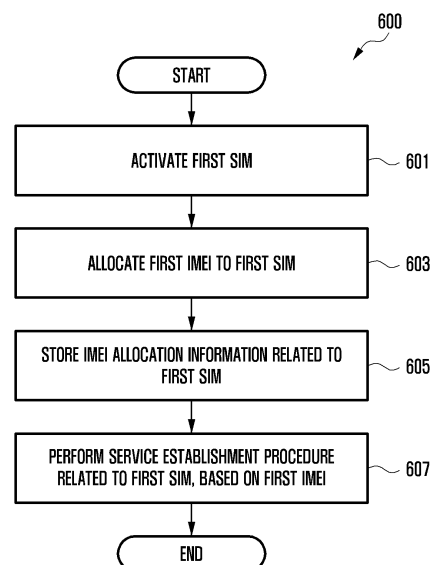 600
START
ACTIVATE FIRST SIM
601
ALLOCATE FIRST IMEI TO FIRST SIM
603
STORE IMEI ALLOCATION INFORMATION RELATED TO
FIRST SIM
605
PERFORM SERVICE ESTABLISHMENT PROCEDURE
RELATED TO FIRST SIM, BASED ON FIRST IMEI
607
END